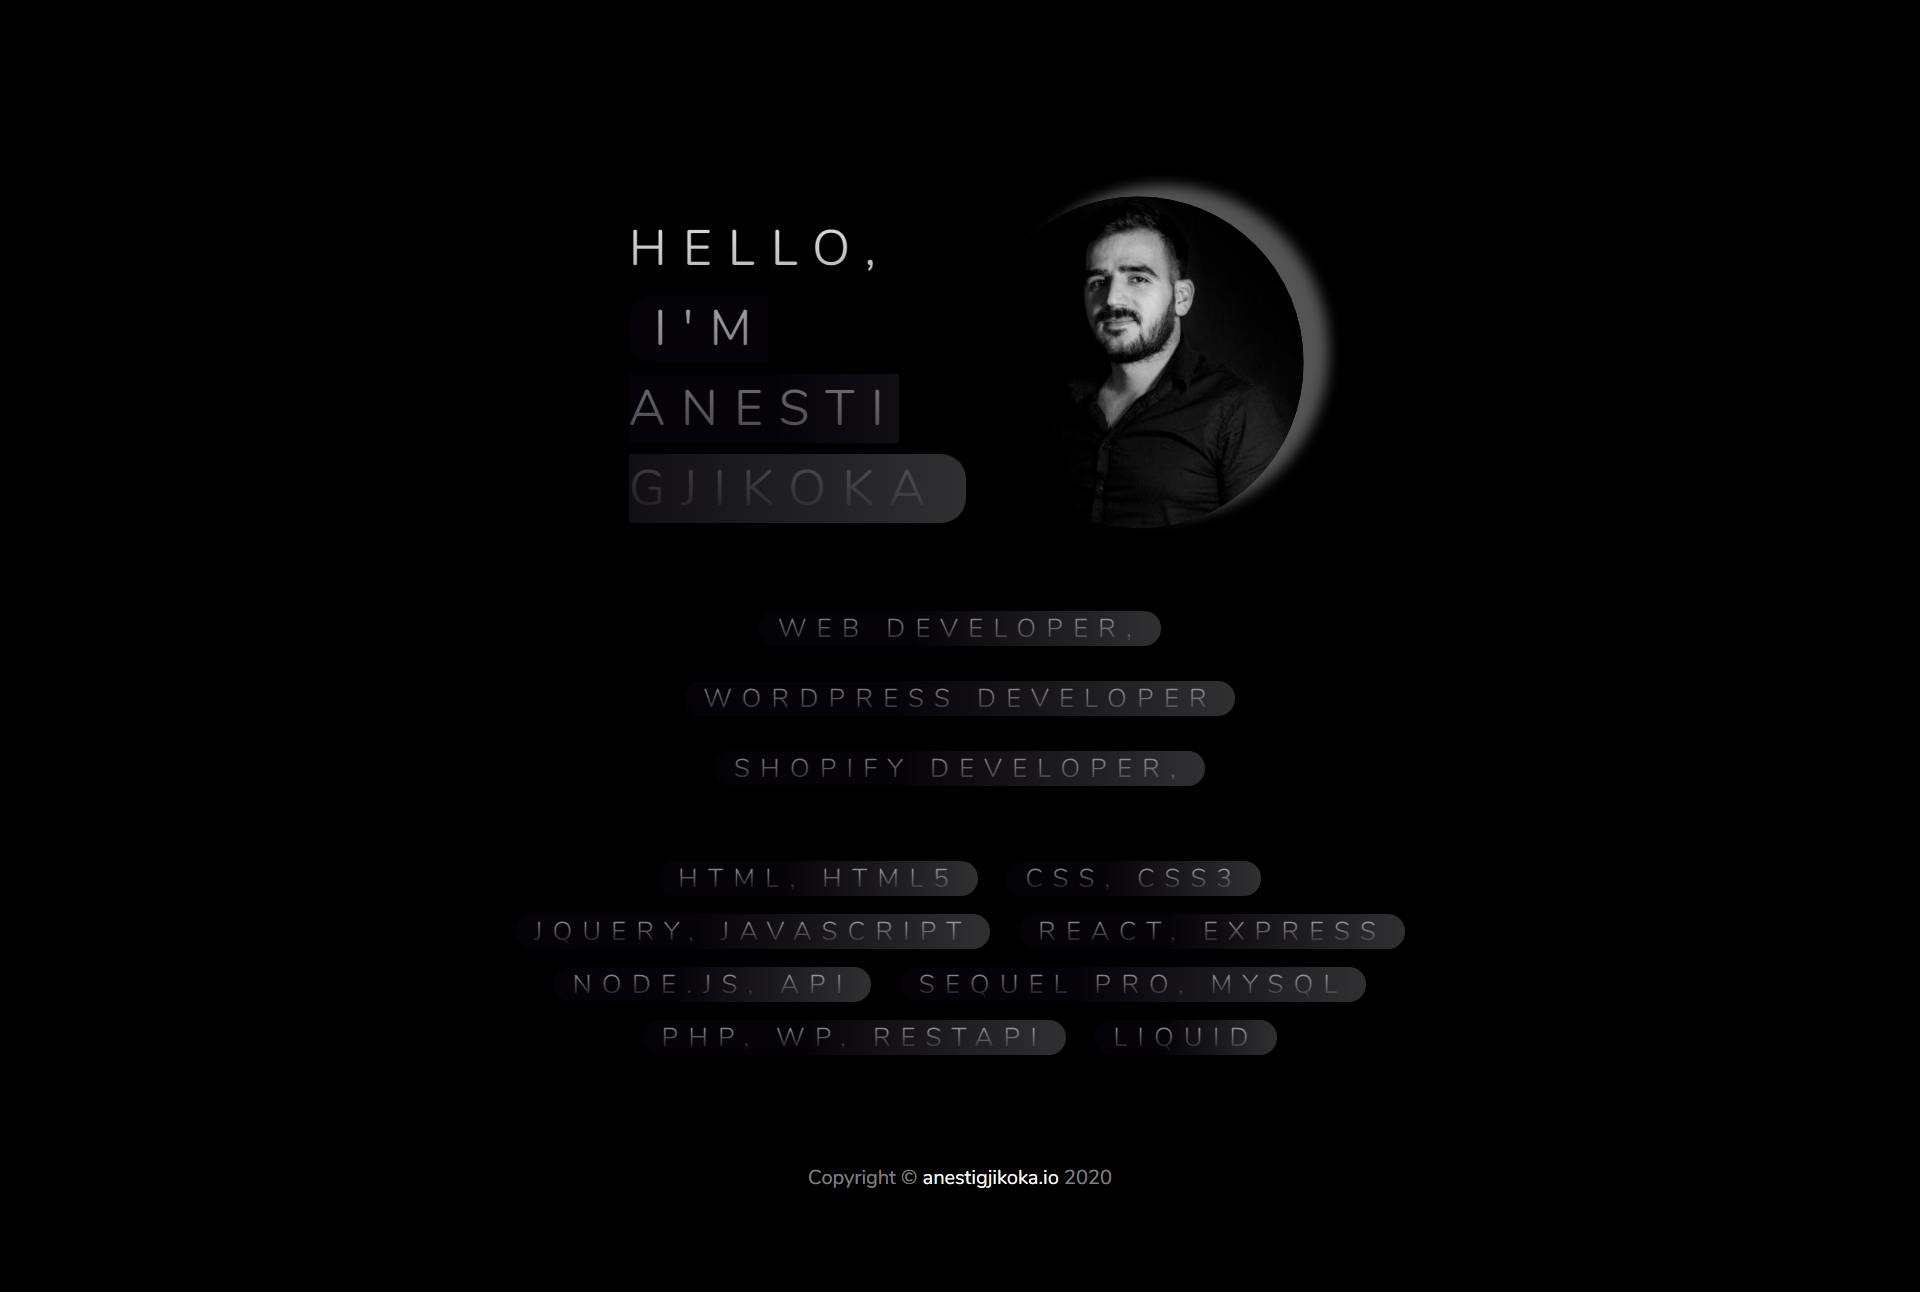 HELLO,
I'M
ANESTI
GJIKOKA
WEB DEVELOPER,
WORDPRESS DEVELOPER
SHOPIFY DEVELOPER,
HTML, HTML5 CSS, CSS3
JQUERY, JAVASCRIPT REACT, EXPRESS
NODE.JS, API SEQUEL PRO, MYSQL
PHP, WP, RESTAPI LIQUID
Copyright © anestigjikoka.io 2020